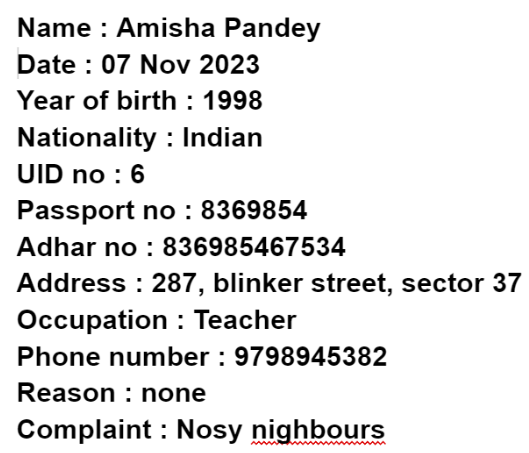 Name : Amisha Pandey
Date : 07 Nov 2023
Year of birth : 1998
Nationality : Indian
UID no : 6
Passport no : 8369854
Adhar no : 836985467534
Address : 287, blinker street, sector 37
Occupation : Teacher
Phone number : 9798945382
Reason : none
Complaint : Nosy nighbours